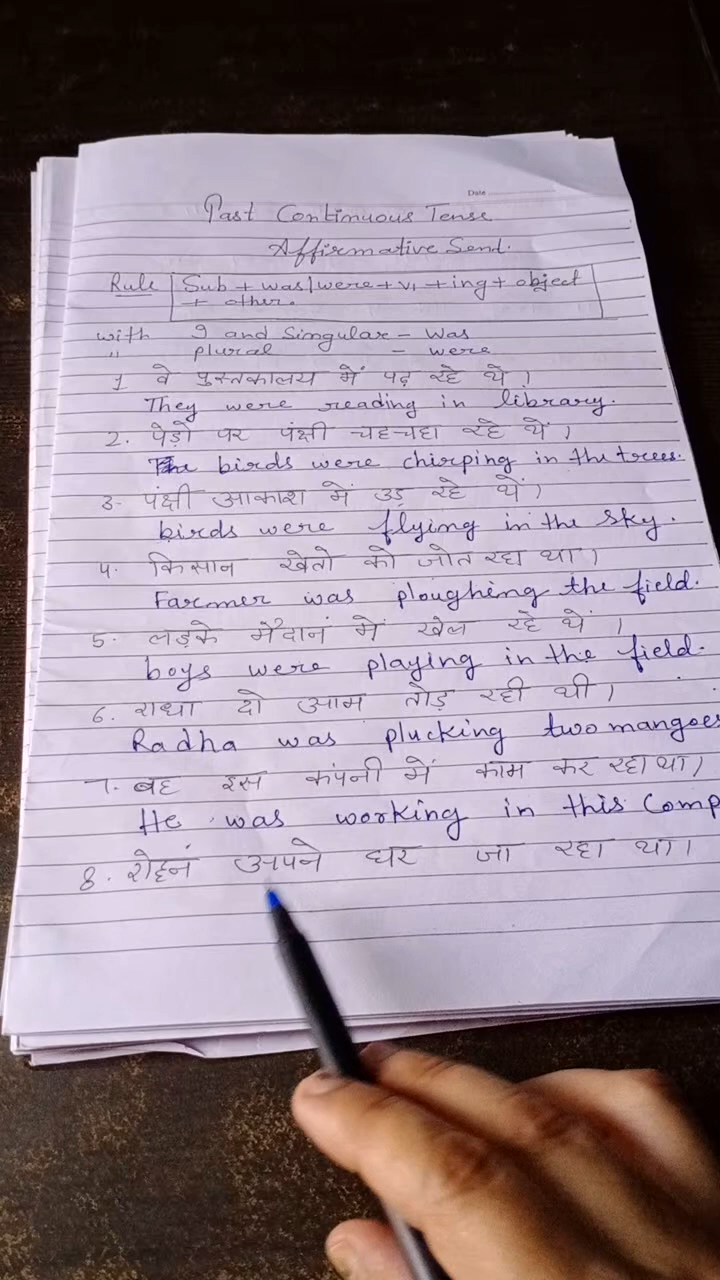 Date
Past Continuous Tense
Affirmative Send.
Rule Sub + was/were + v1 + ing + object
+ other.
with I and Singular - was
" plural - were
1 वे पुस्तकालय में पढ़ रहे थे।
They were reading in library.
2. पेड़ो पर पंक्षी चहचहा रहे थें।
The birds were chirping in the trees.
3- पंक्षी आकाश में उड़ रहे थें।
birds were flying in the sky.
4. किसान खेतो को जोत रहा था।
Farmer was ploughing the field.
5. लड़के मैदान में खेल रहे थें।
boys were playing in the field.
6. राधा दो आम तोड़ रही थी।
Radha was plucking two mangoes
7. वह इस कंपनी में काम कर रहा था।
He was working in this Comp
8. रोहन अपने घर जा रहा था।